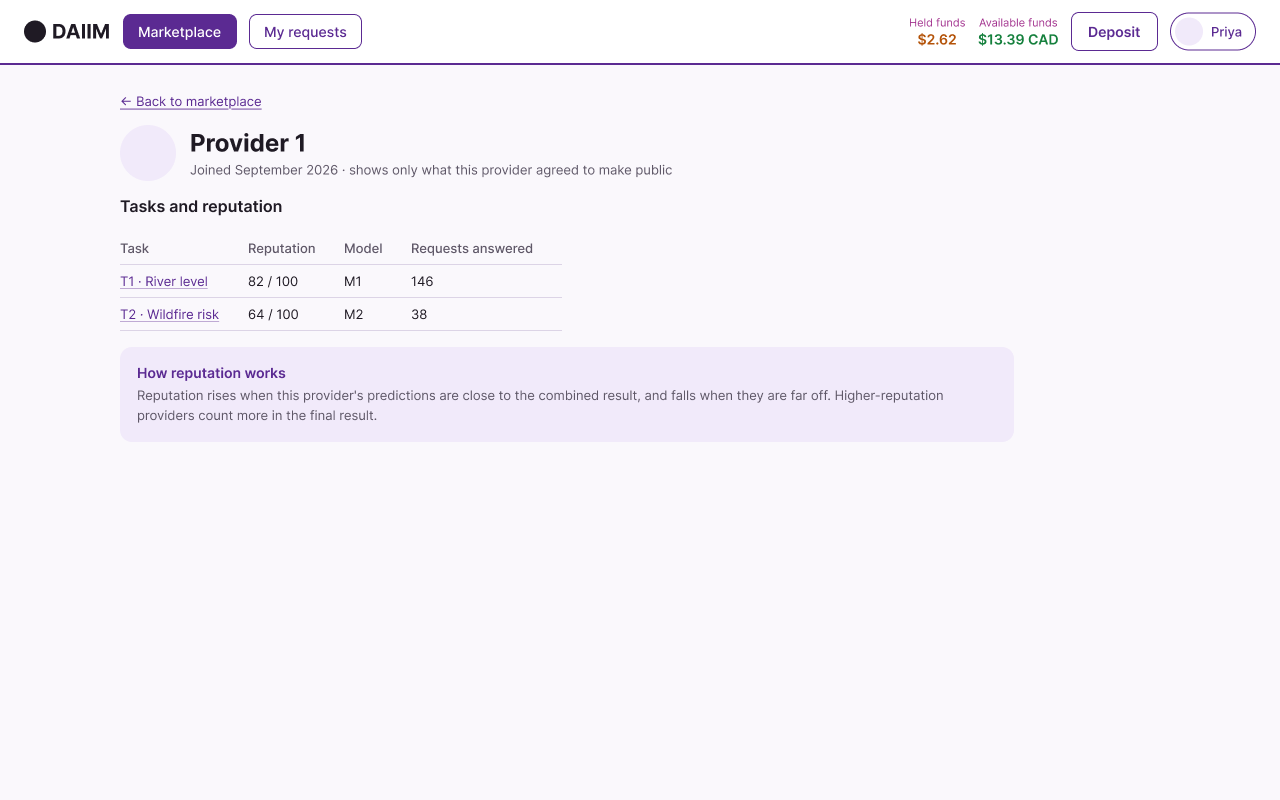 DAIIM
Marketplace
My requests
Held funds
$2.62
Available funds
$13.39 CAD
Deposit
Priya
← Back to marketplace
Provider 1
Joined September 2026 · shows only what this provider agreed to make public
Tasks and reputation
Task Reputation Model Requests answered
T1 · River level 82 / 100 M1 146
T2 · Wildfire risk 64 / 100 M2 38
How reputation works
Reputation rises when this provider's predictions are close to the combined result, and falls when they are far off. Higher-reputation
providers count more in the final result.